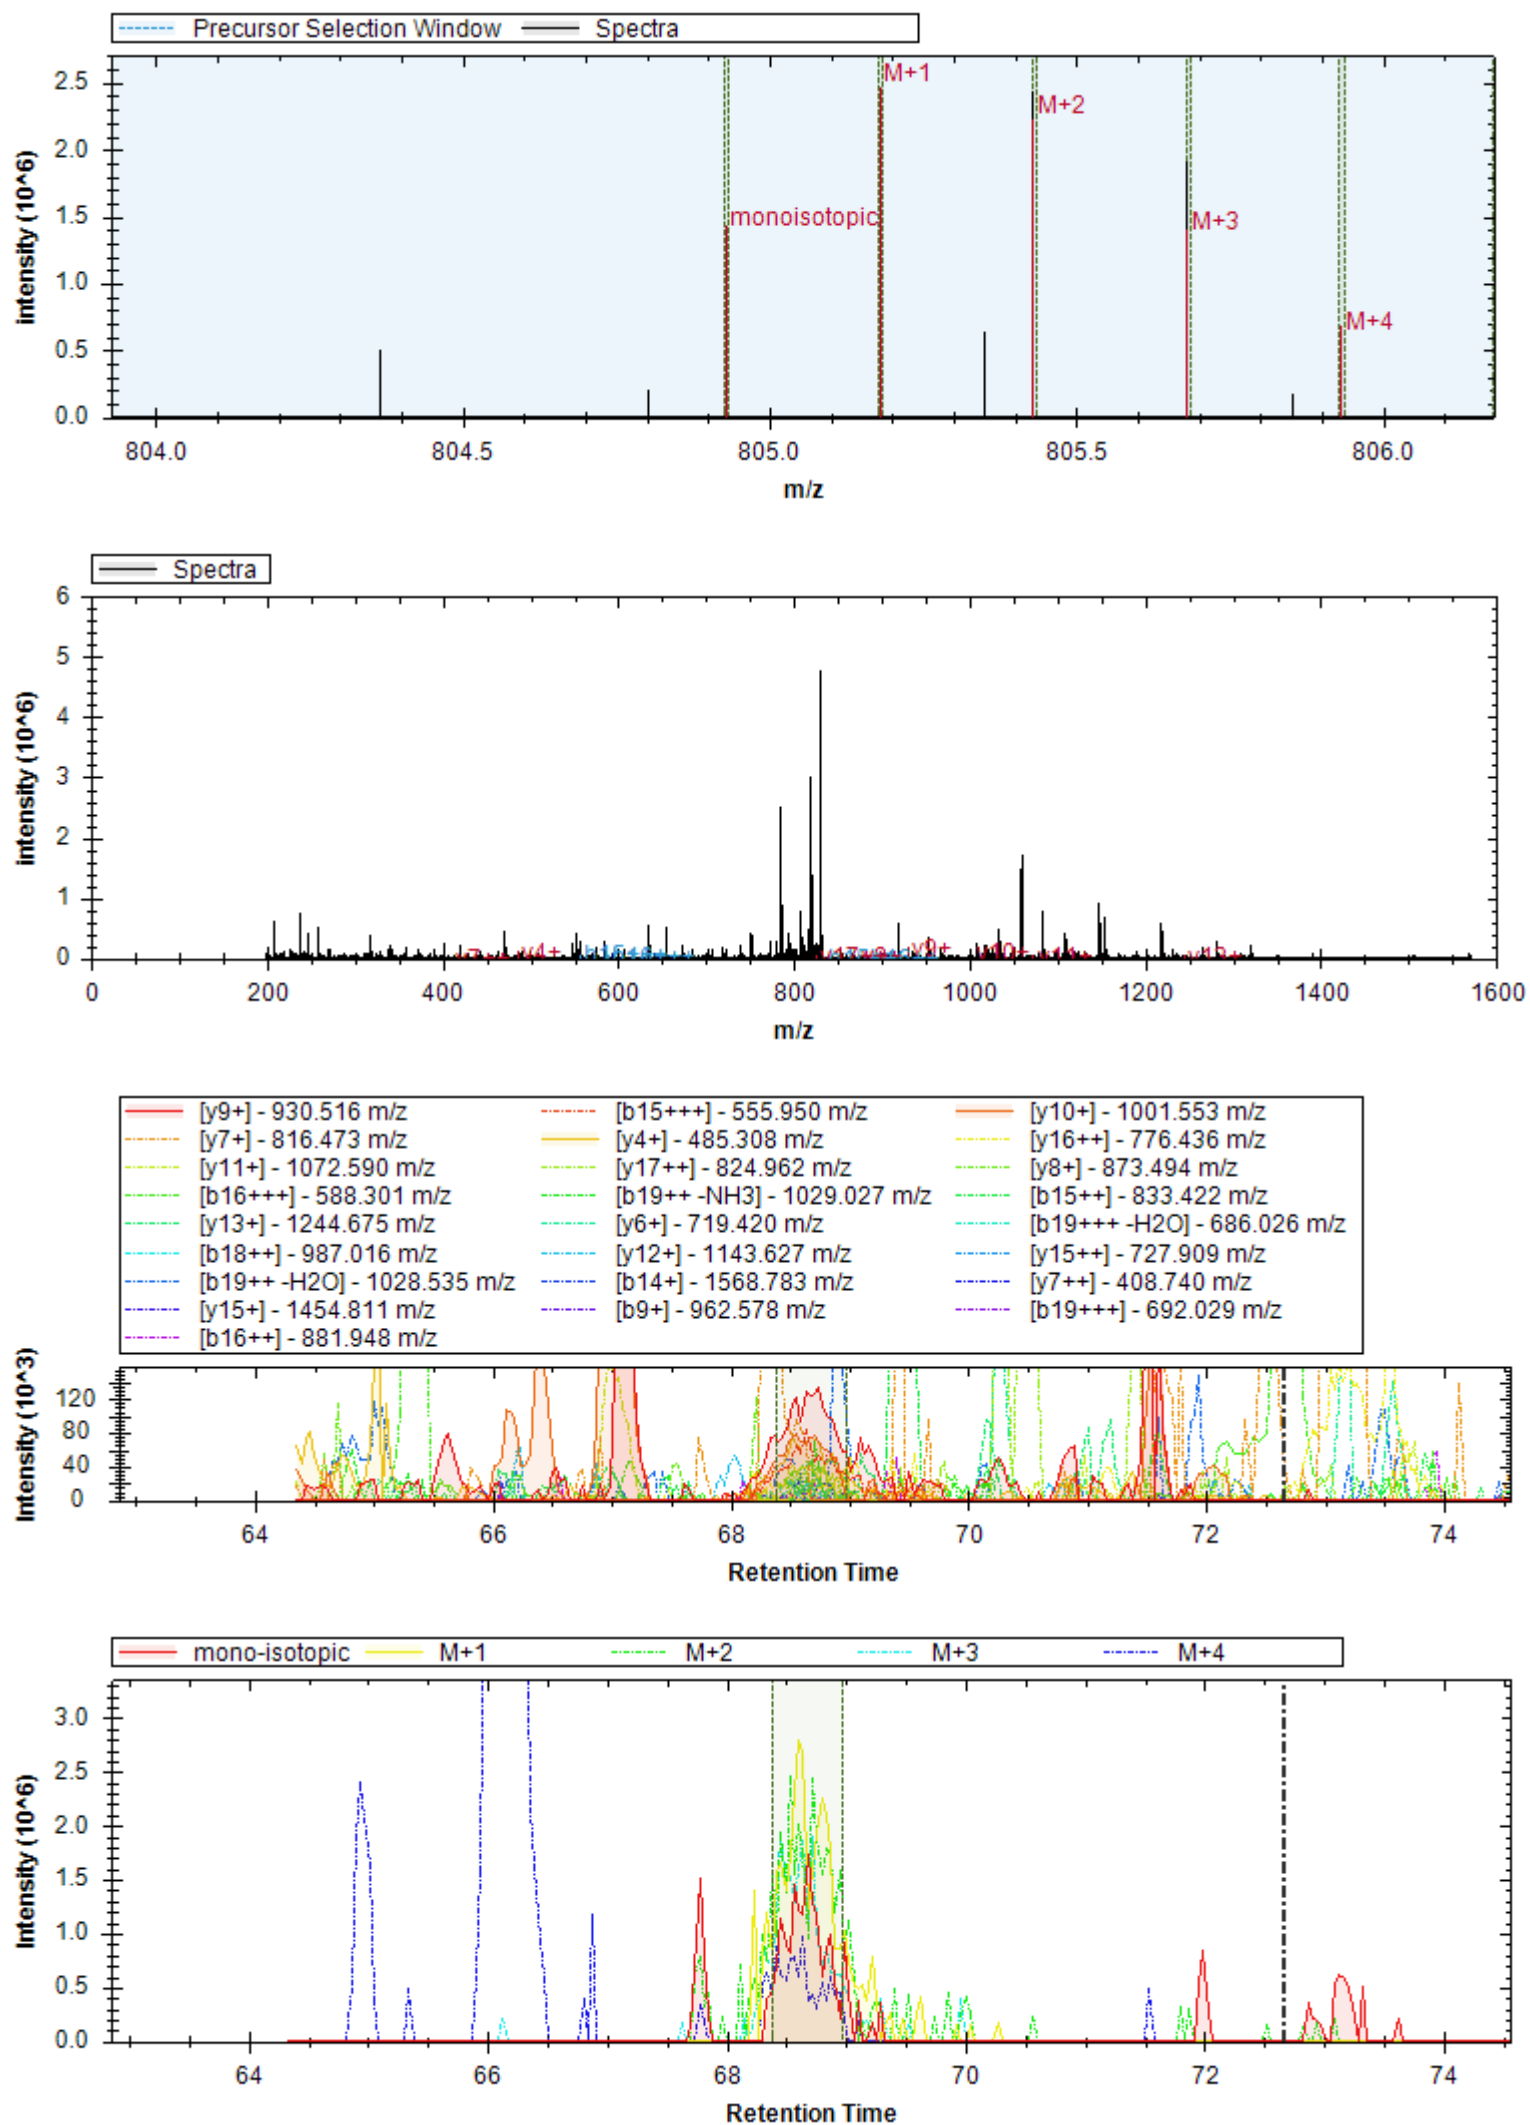 Precursor Selection Window Spectra
intensity (10^6)
2.5
2.0
1.5
1.0
0.5
0.0
M+1
M+2
monoisotopic
M+3
M+4
804.0 804.5 805.0 805.5 806.0
m/z
Spectra
intensity (10^6)
6
5
4
3
2
1
0
y4+ y9+
0 200 400 600 800 1000 1200 1400 1600
m/z
[y9+] - 930.516 m/z [b15+++] - 555.950 m/z [y10+] - 1001.553 m/z
[y7+] - 816.473 m/z [y4+] - 485.308 m/z [y16++] - 776.436 m/z
[y11+] - 1072.590 m/z [y17++] - 824.962 m/z [y8+] - 873.494 m/z
[b16+++] - 588.301 m/z [b19++ -NH3] - 1029.027 m/z [b15++] - 833.422 m/z
[y13+] - 1244.675 m/z [y6+] - 719.420 m/z [b19+++ -H2O] - 686.026 m/z
[b18++] - 987.016 m/z [y12+] - 1143.627 m/z [y15++] - 727.909 m/z
[b19++ -H2O] - 1028.535 m/z [b14+] - 1568.783 m/z [y7++] - 408.740 m/z
[y15+] - 1454.811 m/z [b9+] - 962.578 m/z [b19+++] - 692.029 m/z
[b16++] - 881.948 m/z
Intensity (10^3)
120
80
40
0
64 66 68 70 72 74
Retention Time
mono-isotopic M+1 M+2 M+3 M+4
Intensity (10^6)
3.0
2.5
2.0
1.5
1.0
0.5
0.0
64 66 68 70 72 74
Retention Time